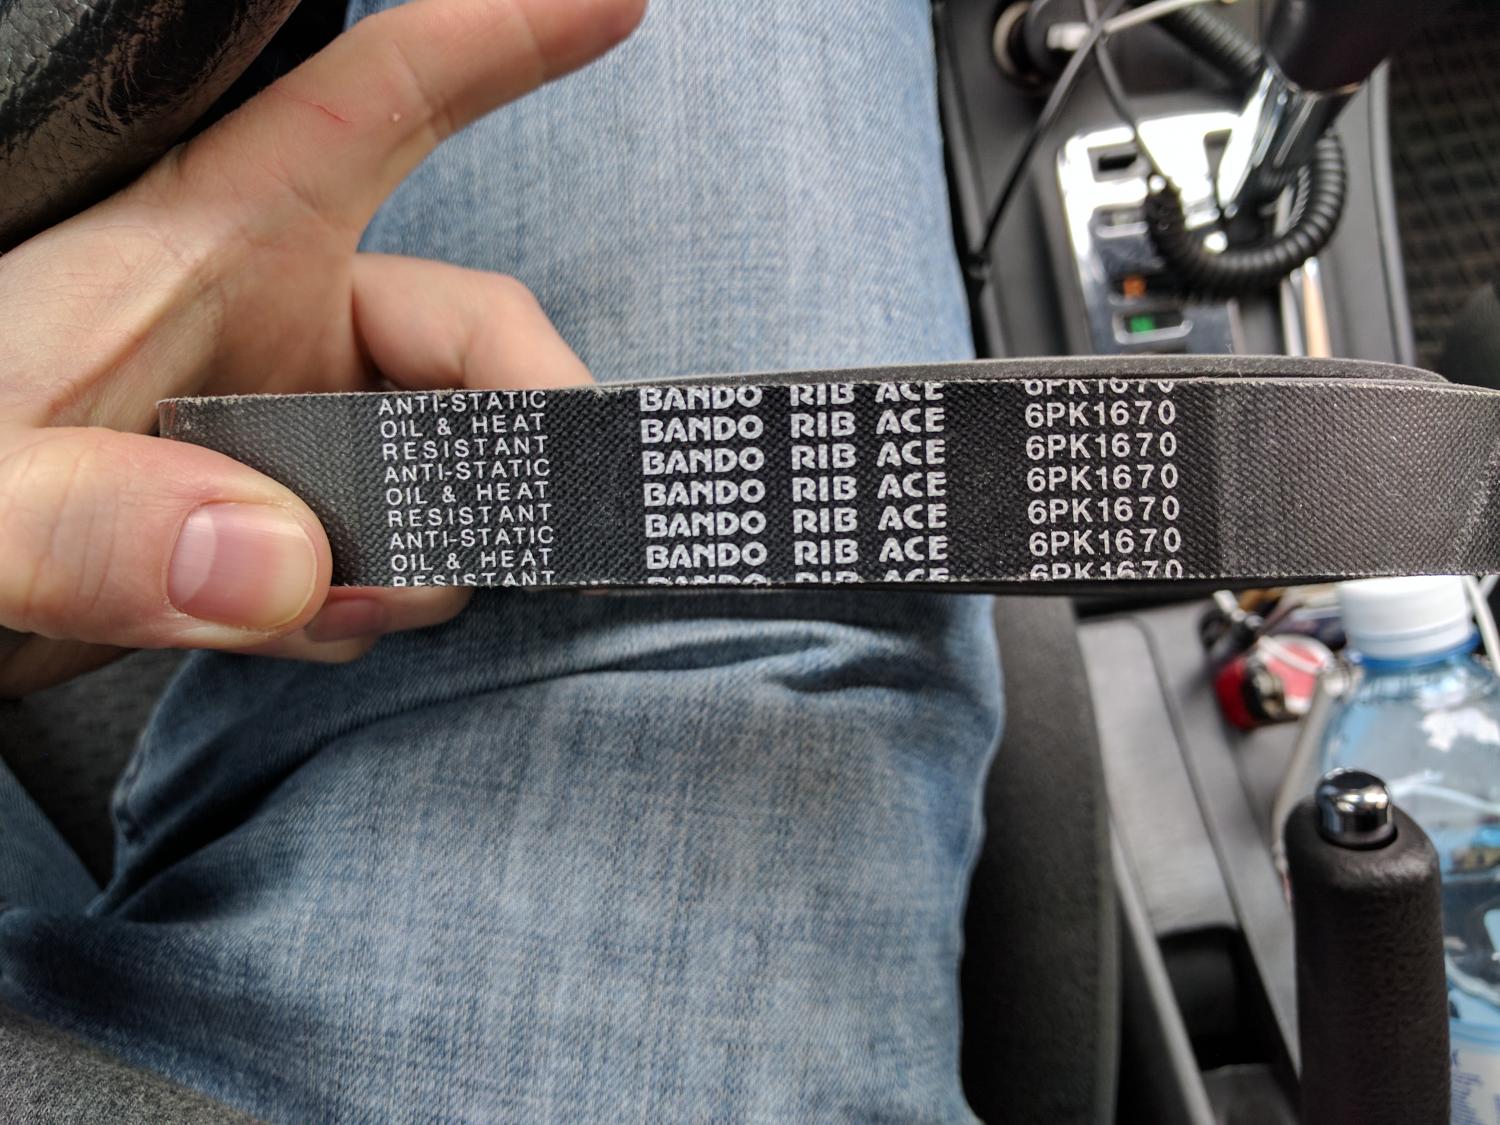 ANTI-STATIC
OIL & HEAT
RESISTANT
ANTI-STATIC
OIL & HEAT
RESISTANT
ANTI-STATIC
OIL & HEAT
RESISTANT
BANDO RIB ACE
BANDO RIB ACE
BANDO RIB ACE
BANDO RIB ACE
BANDO RIB ACE
BANDO RIB ACE
BANDO RIB ACE
6PK1670
6PK1670
6PK1670
6PK1670
6PK1670
6PK1670
6PK1670